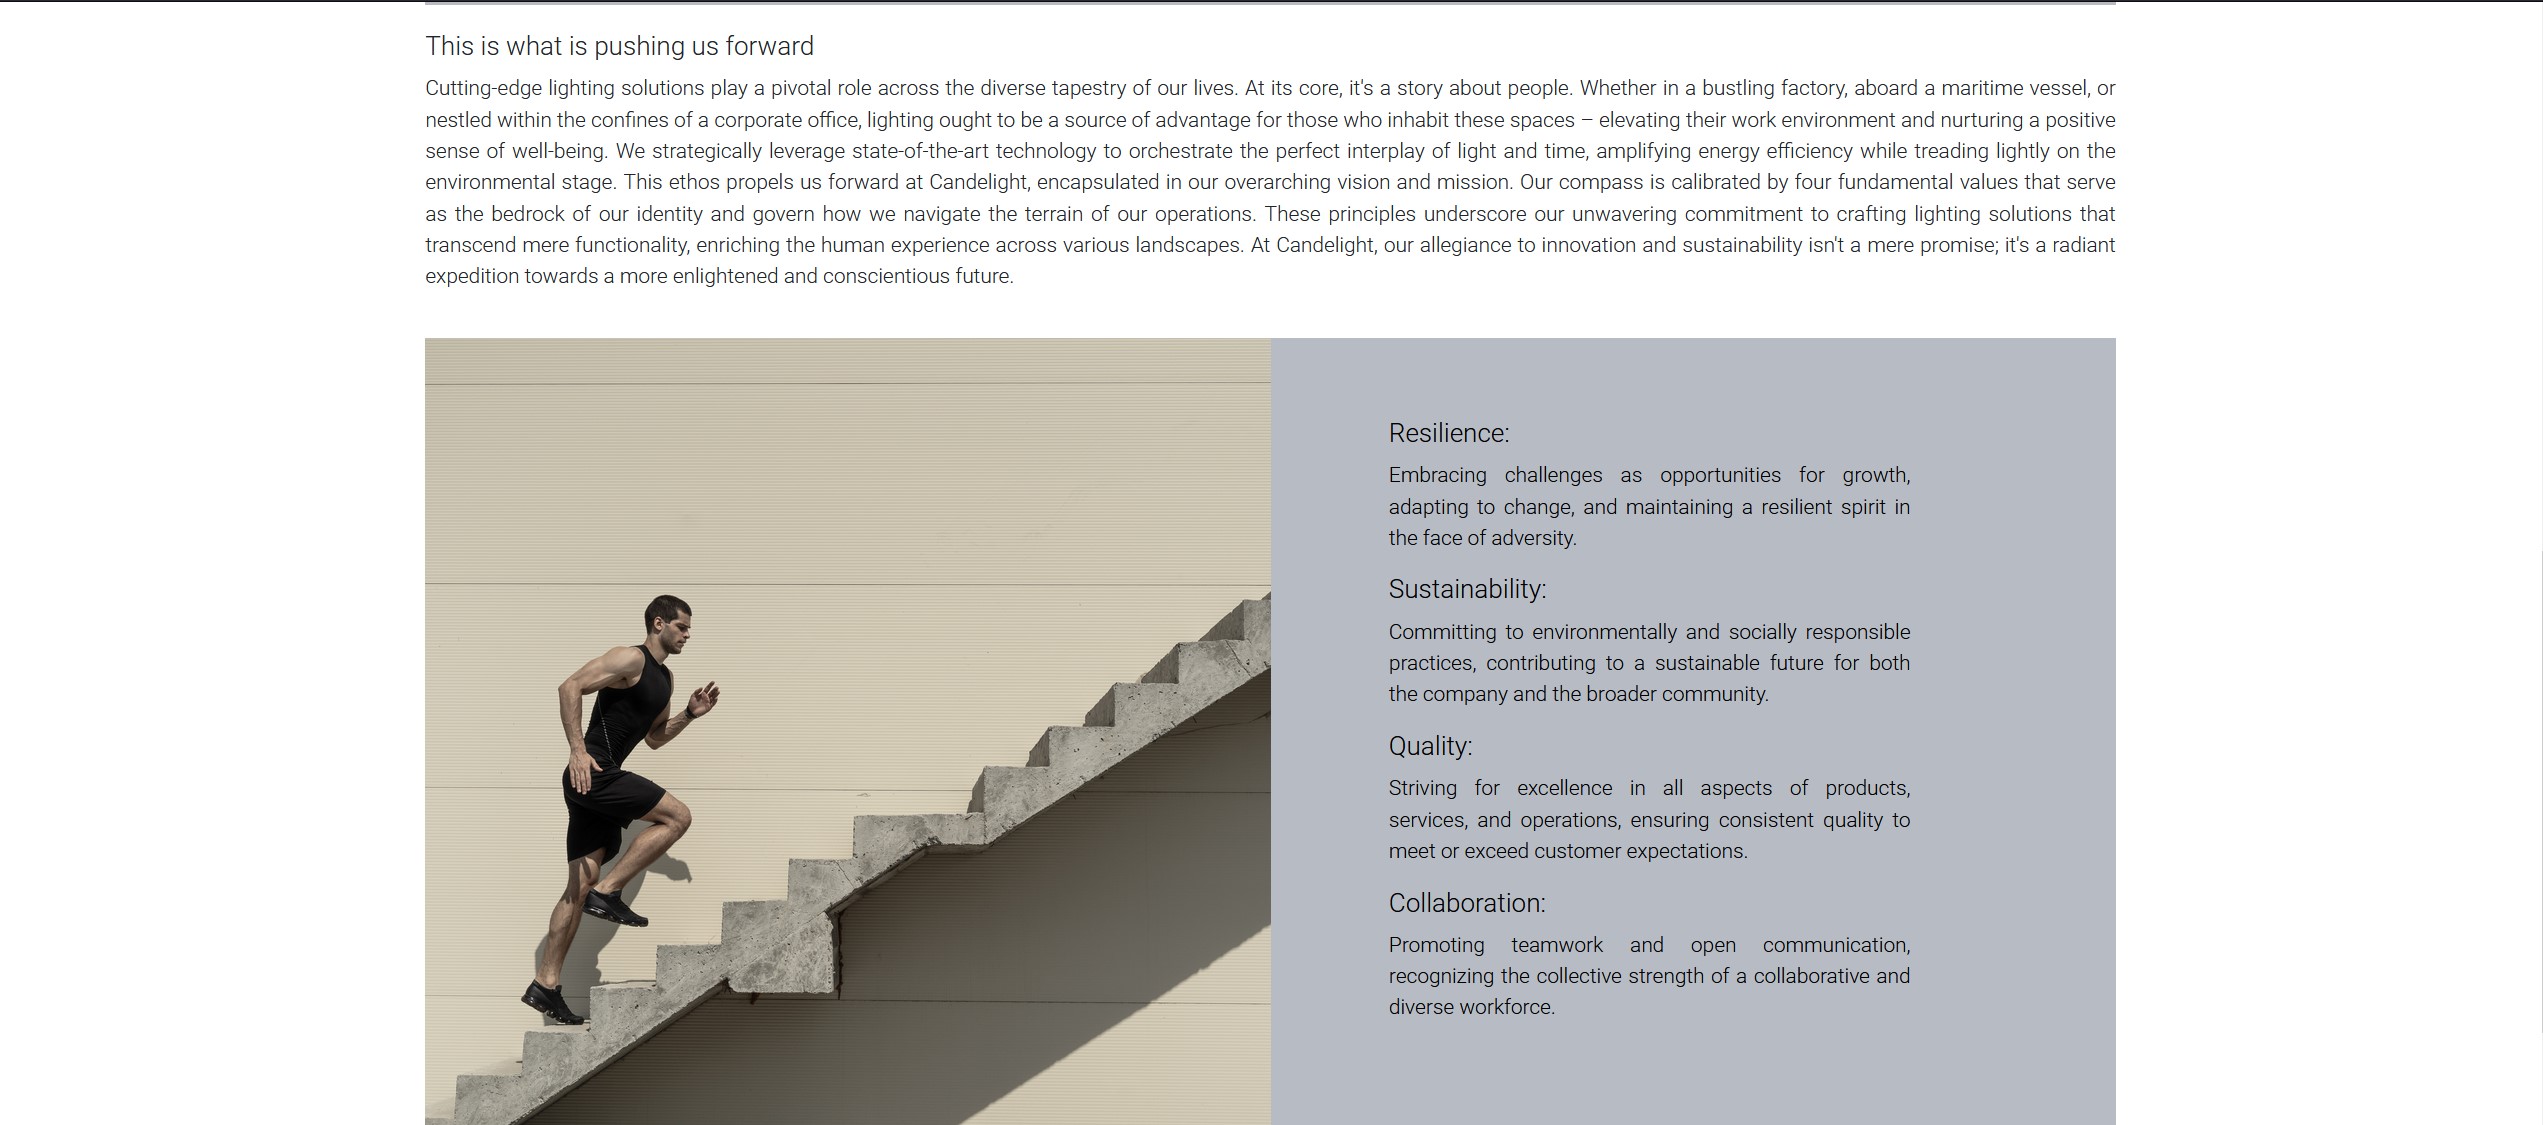 This is what is pushing us forward
Cutting-edge lighting solutions play a pivotal role across the diverse tapestry of our lives. At its core, it's a story about people. Whether in a bustling factory, aboard a maritime vessel, or
nestled within the confines of a corporate office, lighting ought to be a source of advantage for those who inhabit these spaces – elevating their work environment and nurturing a positive
sense of well-being. We strategically leverage state-of-the-art technology to orchestrate the perfect interplay of light and time, amplifying energy efficiency while treading lightly on the
environmental stage. This ethos propels us forward at Candelight, encapsulated in our overarching vision and mission. Our compass is calibrated by four fundamental values that serve
as the bedrock of our identity and govern how we navigate the terrain of our operations. These principles underscore our unwavering commitment to crafting lighting solutions that
transcend mere functionality, enriching the human experience across various landscapes. At Candelight, our allegiance to innovation and sustainability isn't a mere promise; it's a radiant
expedition towards a more enlightened and conscientious future.
Resilience:
Embracing challenges as opportunities for growth,
adapting to change, and maintaining a resilient spirit in
the face of adversity.
Sustainability:
Committing to environmentally and socially responsible
practices, contributing to a sustainable future for both
the company and the broader community.
Quality:
Striving for excellence in all aspects of products,
services, and operations, ensuring consistent quality to
meet or exceed customer expectations.
Collaboration:
Promoting teamwork and open communication,
recognizing the collective strength of a collaborative and
diverse workforce.